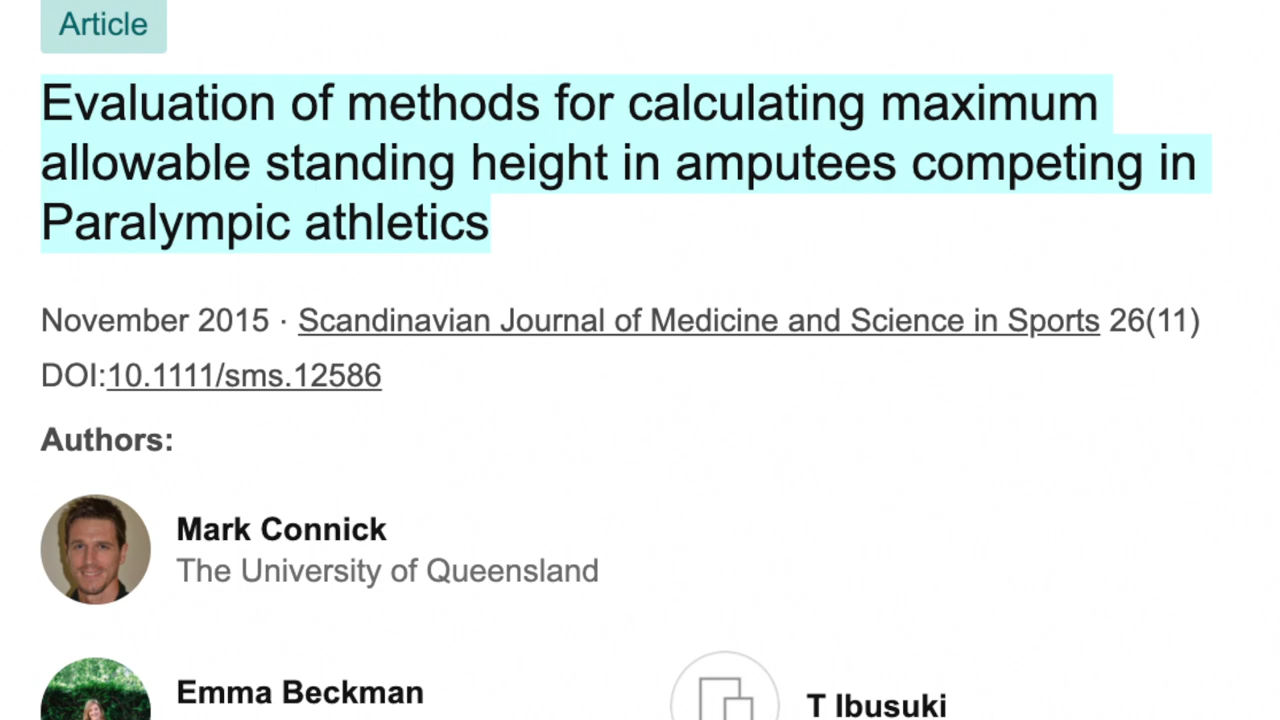 Article
Evaluation of methods for calculating maximum
allowable standing height in amputees competing in
Paralympic athletics
November 2015 · Scandinavian Journal of Medicine and Science in Sports 26(11)
DOI:10.1111/sms.12586
Authors:
Mark Connick
The University of Queensland
Emma Beckman
T Ibusuki